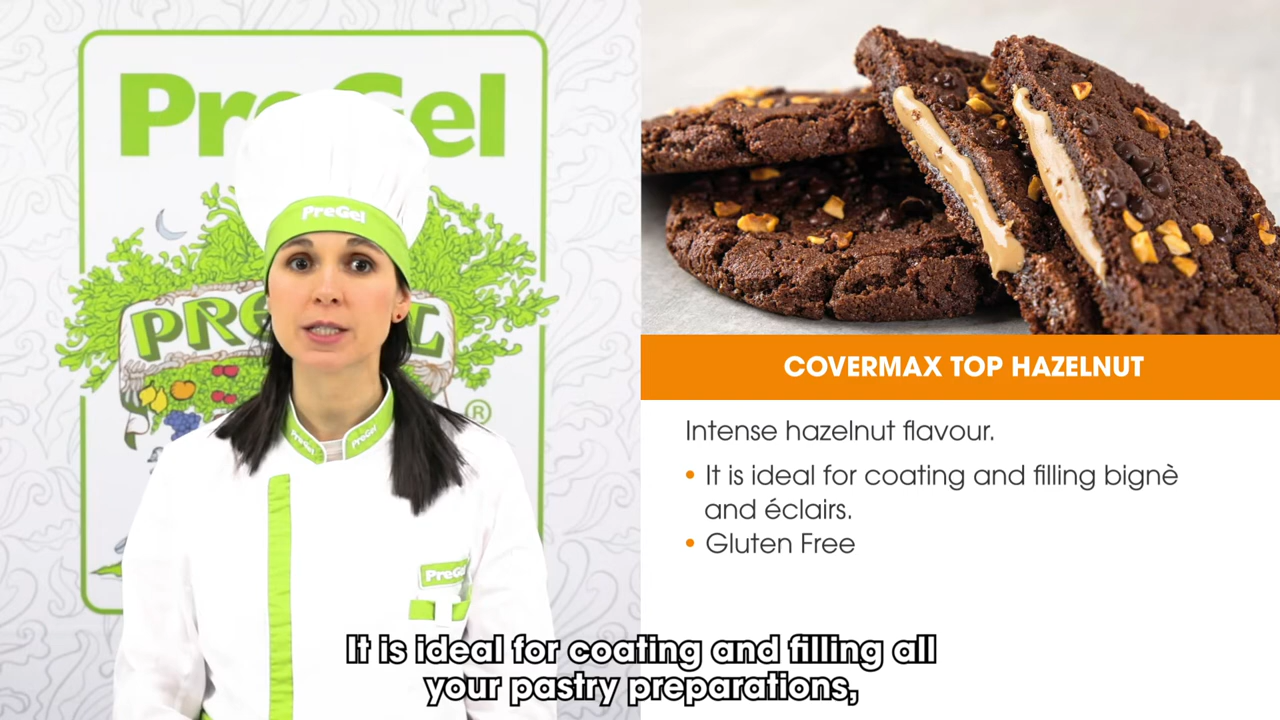 PreGel
PreGel
PREGEL
®
PreGel
PreGel
PreGel
COVERMAX TOP HAZELNUT
Intense hazelnut flavour.
• It is ideal for coating and filling bignè
and éclairs.
• Gluten Free
It is ideal for coating and filling all
your pastry preparations,